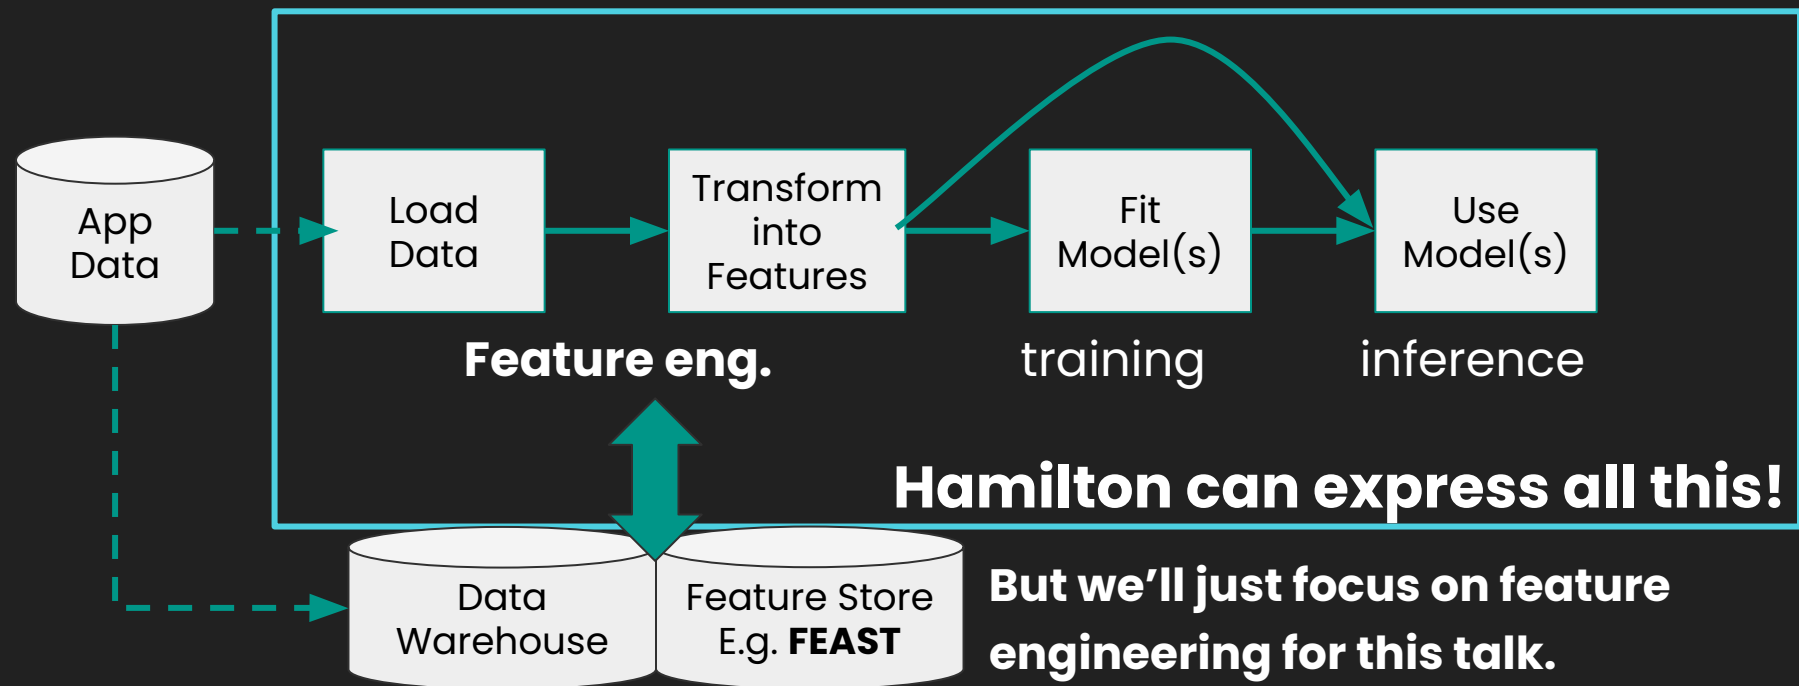 App
Data
Load
Data
Transform
into
Features
Fit
Model(s)
Use
Model(s)
Feature eng.
training
inference
Hamilton can express all this!
Data
Warehouse
Feature Store
E.g. FEAST
But we’ll just focus on feature
engineering for this talk.